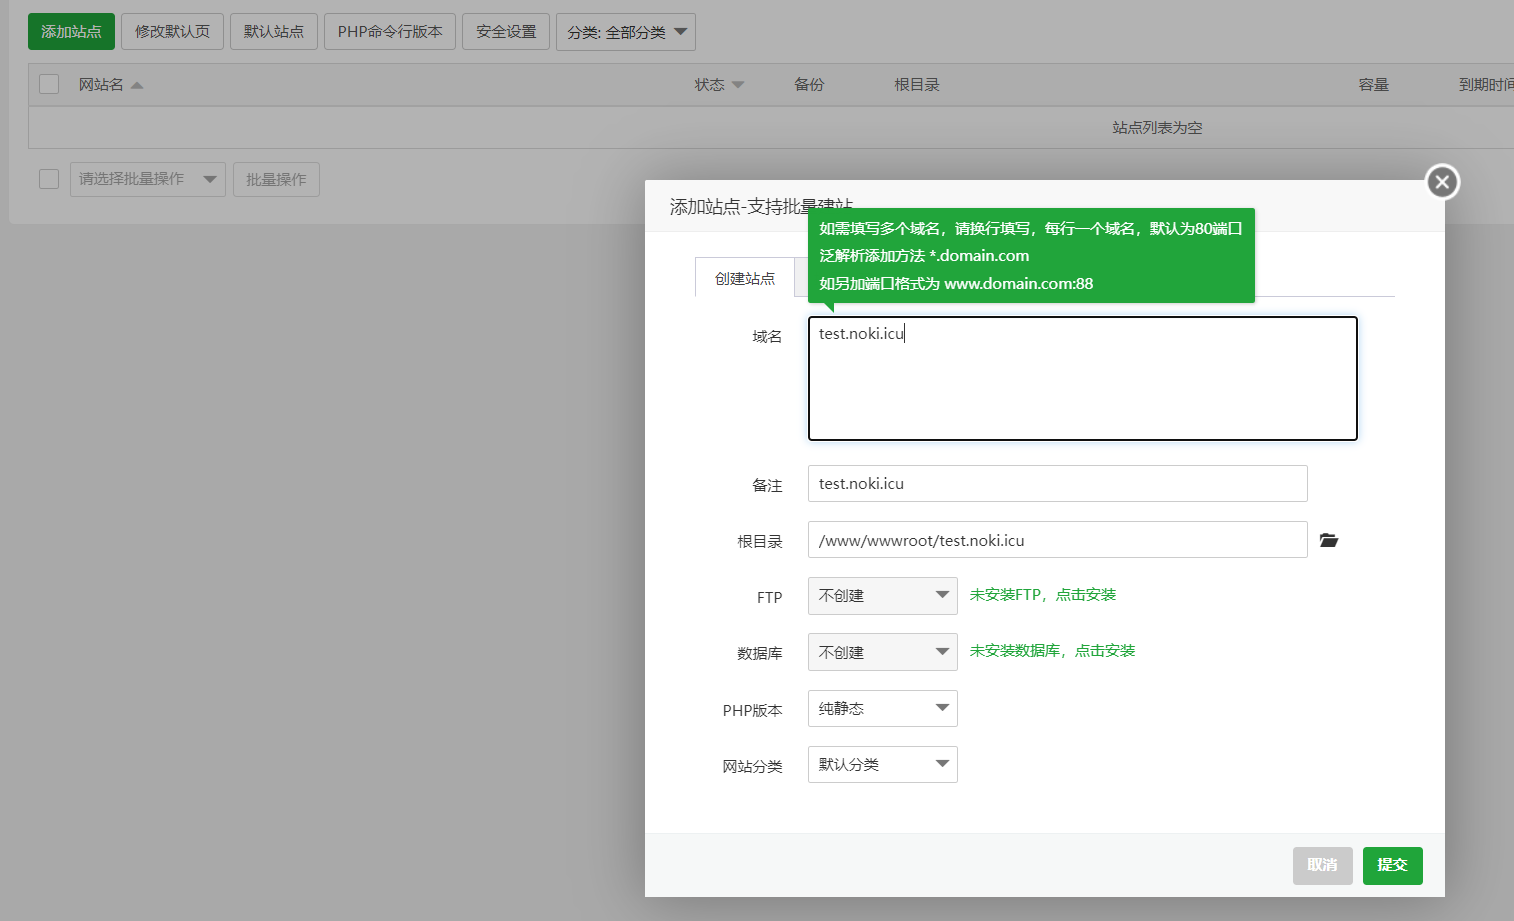 添加站点 修改默认页 默认站点 PHP命令行版本 安全设置 分类: 全部分类
网站名 状态 备份 根目录 容量 到期时间
站点列表为空
请选择批量操作 批量操作
添加站点-支持批量建站
如需填写多个域名，请换行填写，每行一个域名，默认为80端口
泛解析添加方法 *.domain.com
如另加端口格式为 www.domain.com:88
创建站点
域名 test.noki.icu
备注 test.noki.icu
根目录 /www/wwwroot/test.noki.icu
FTP 不创建 未安装FTP，点击安装
数据库 不创建 未安装数据库，点击安装
PHP版本 纯静态
网站分类 默认分类
取消 提交